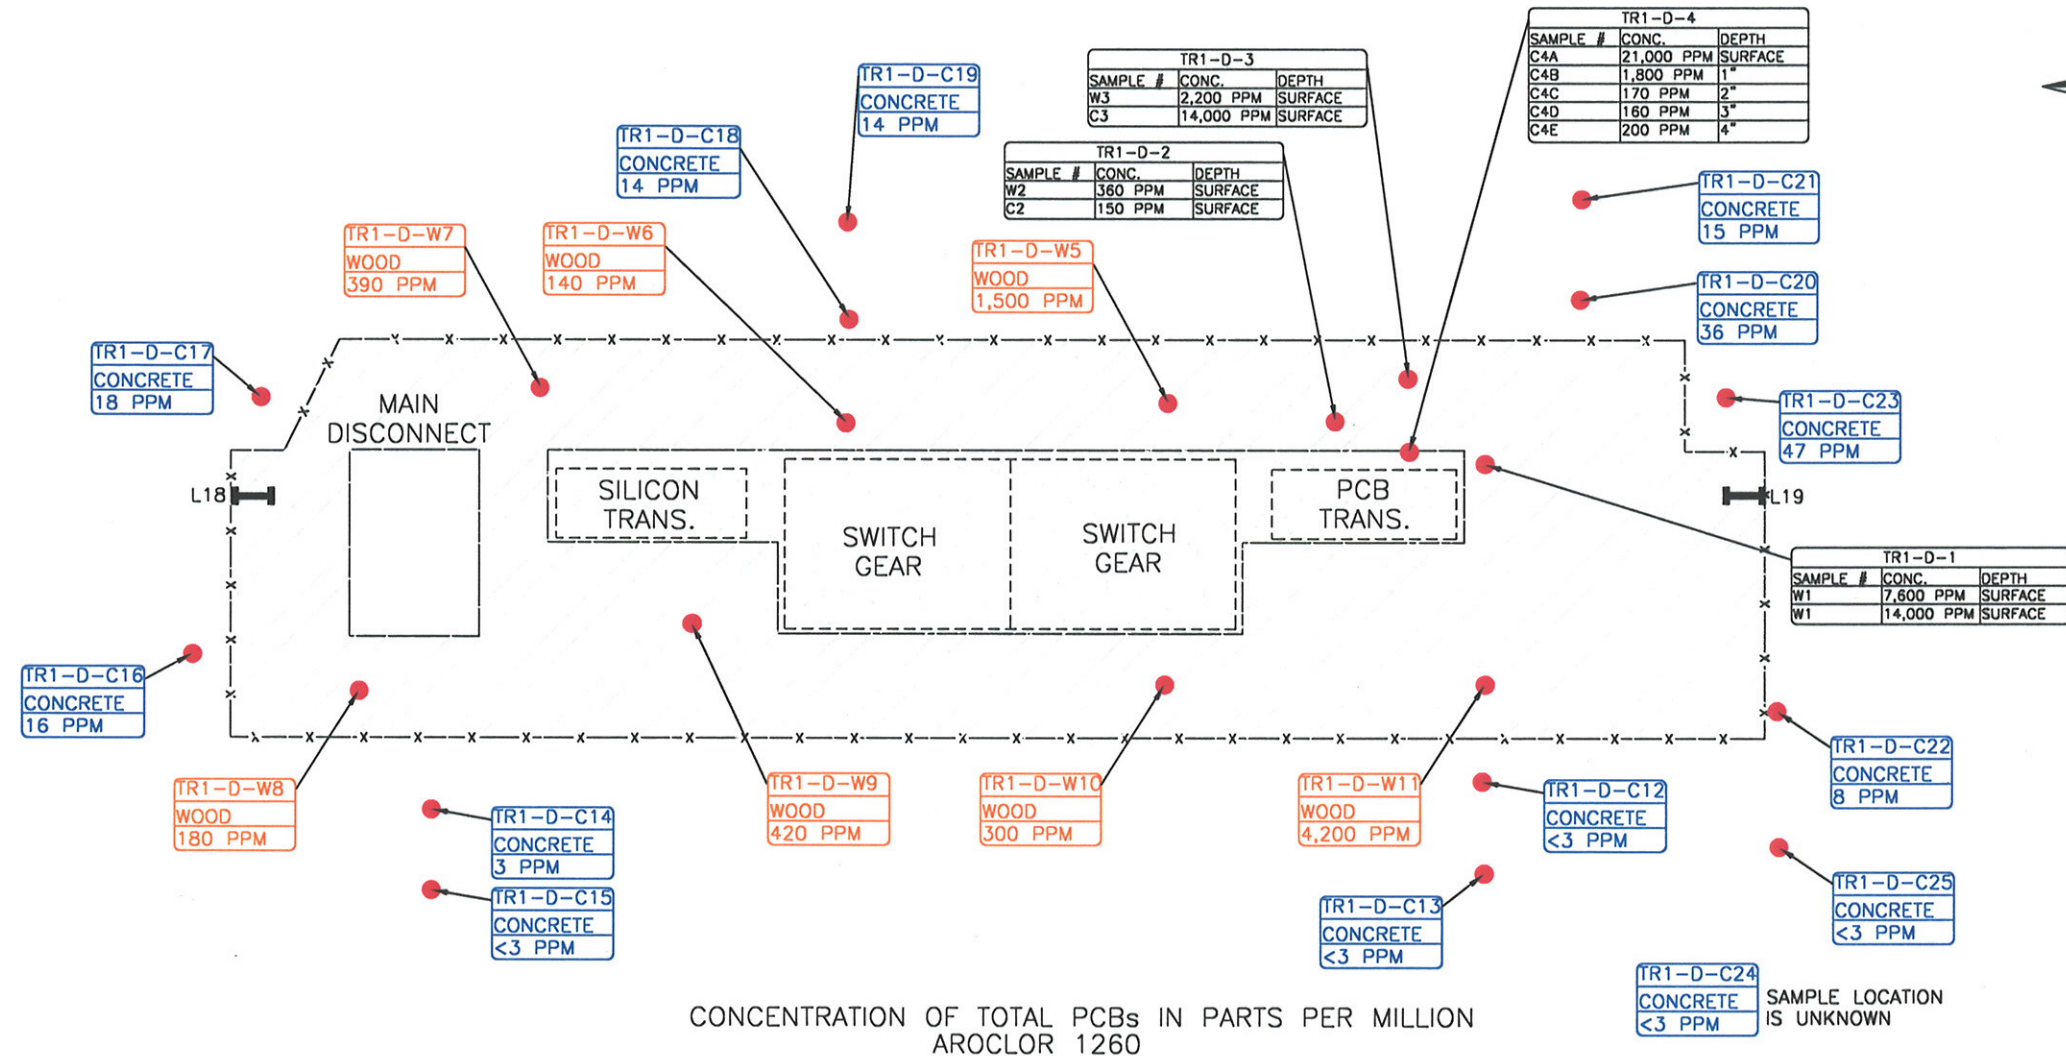 TR1-D-4
SAMPLE # CONC. DEPTH
C4A 21,000 PPM SURFACE
C4B 1,800 PPM 1"
C4C 170 PPM 2"
C4D 160 PPM 3"
C4E 200 PPM 4"
TR1-D-3
SAMPLE # CONC. DEPTH
W3 2,200 PPM SURFACE
C3 14,000 PPM SURFACE
TR1-D-C19
CONCRETE
14 PPM
TR1-D-C18
CONCRETE
14 PPM
TR1-D-2
SAMPLE # CONC. DEPTH
W2 360 PPM SURFACE
C2 150 PPM SURFACE
TR1-D-C21
CONCRETE
15 PPM
TR1-D-W7
WOOD
390 PPM
TR1-D-W6
WOOD
140 PPM
TR1-D-W5
WOOD
1,500 PPM
TR1-D-C20
CONCRETE
36 PPM
TR1-D-C17
CONCRETE
18 PPM
TR1-D-C23
CONCRETE
47 PPM
MAIN
DISCONNECT
L18
SILICON
TRANS.
SWITCH
GEAR
SWITCH
GEAR
PCB
TRANS.
L19
TR1-D-1
SAMPLE # CONC. DEPTH
W1 7,600 PPM SURFACE
W1 14,000 PPM SURFACE
TR1-D-C16
CONCRETE
16 PPM
TR1-D-C22
CONCRETE
8 PPM
TR1-D-W8
WOOD
180 PPM
TR1-D-C14
CONCRETE
3 PPM
TR1-D-C15
CONCRETE
<3 PPM
TR1-D-W9
WOOD
420 PPM
TR1-D-W10
WOOD
300 PPM
TR1-D-W11
WOOD
4,200 PPM
TR1-D-C12
CONCRETE
<3 PPM
TR1-D-C13
CONCRETE
<3 PPM
TR1-D-C25
CONCRETE
<3 PPM
TR1-D-C24
CONCRETE
<3 PPM
SAMPLE LOCATION
IS UNKNOWN
CONCENTRATION OF TOTAL PCBs IN PARTS PER MILLION
AROCLOR 1260